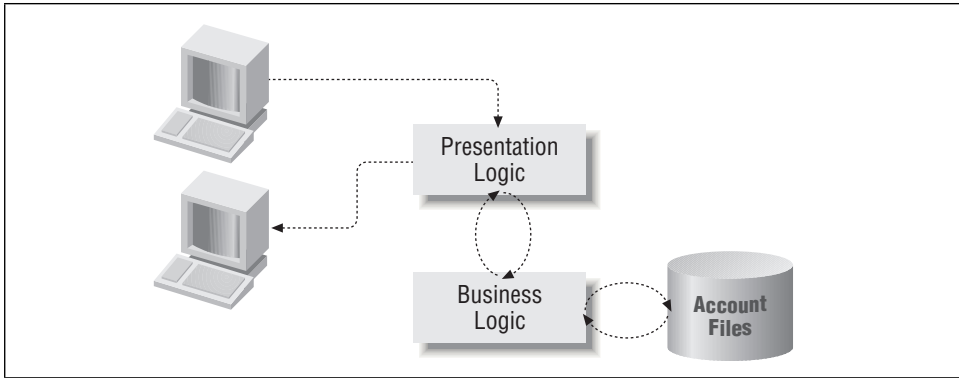 Presentation
Logic
Business
Logic
Account
Files